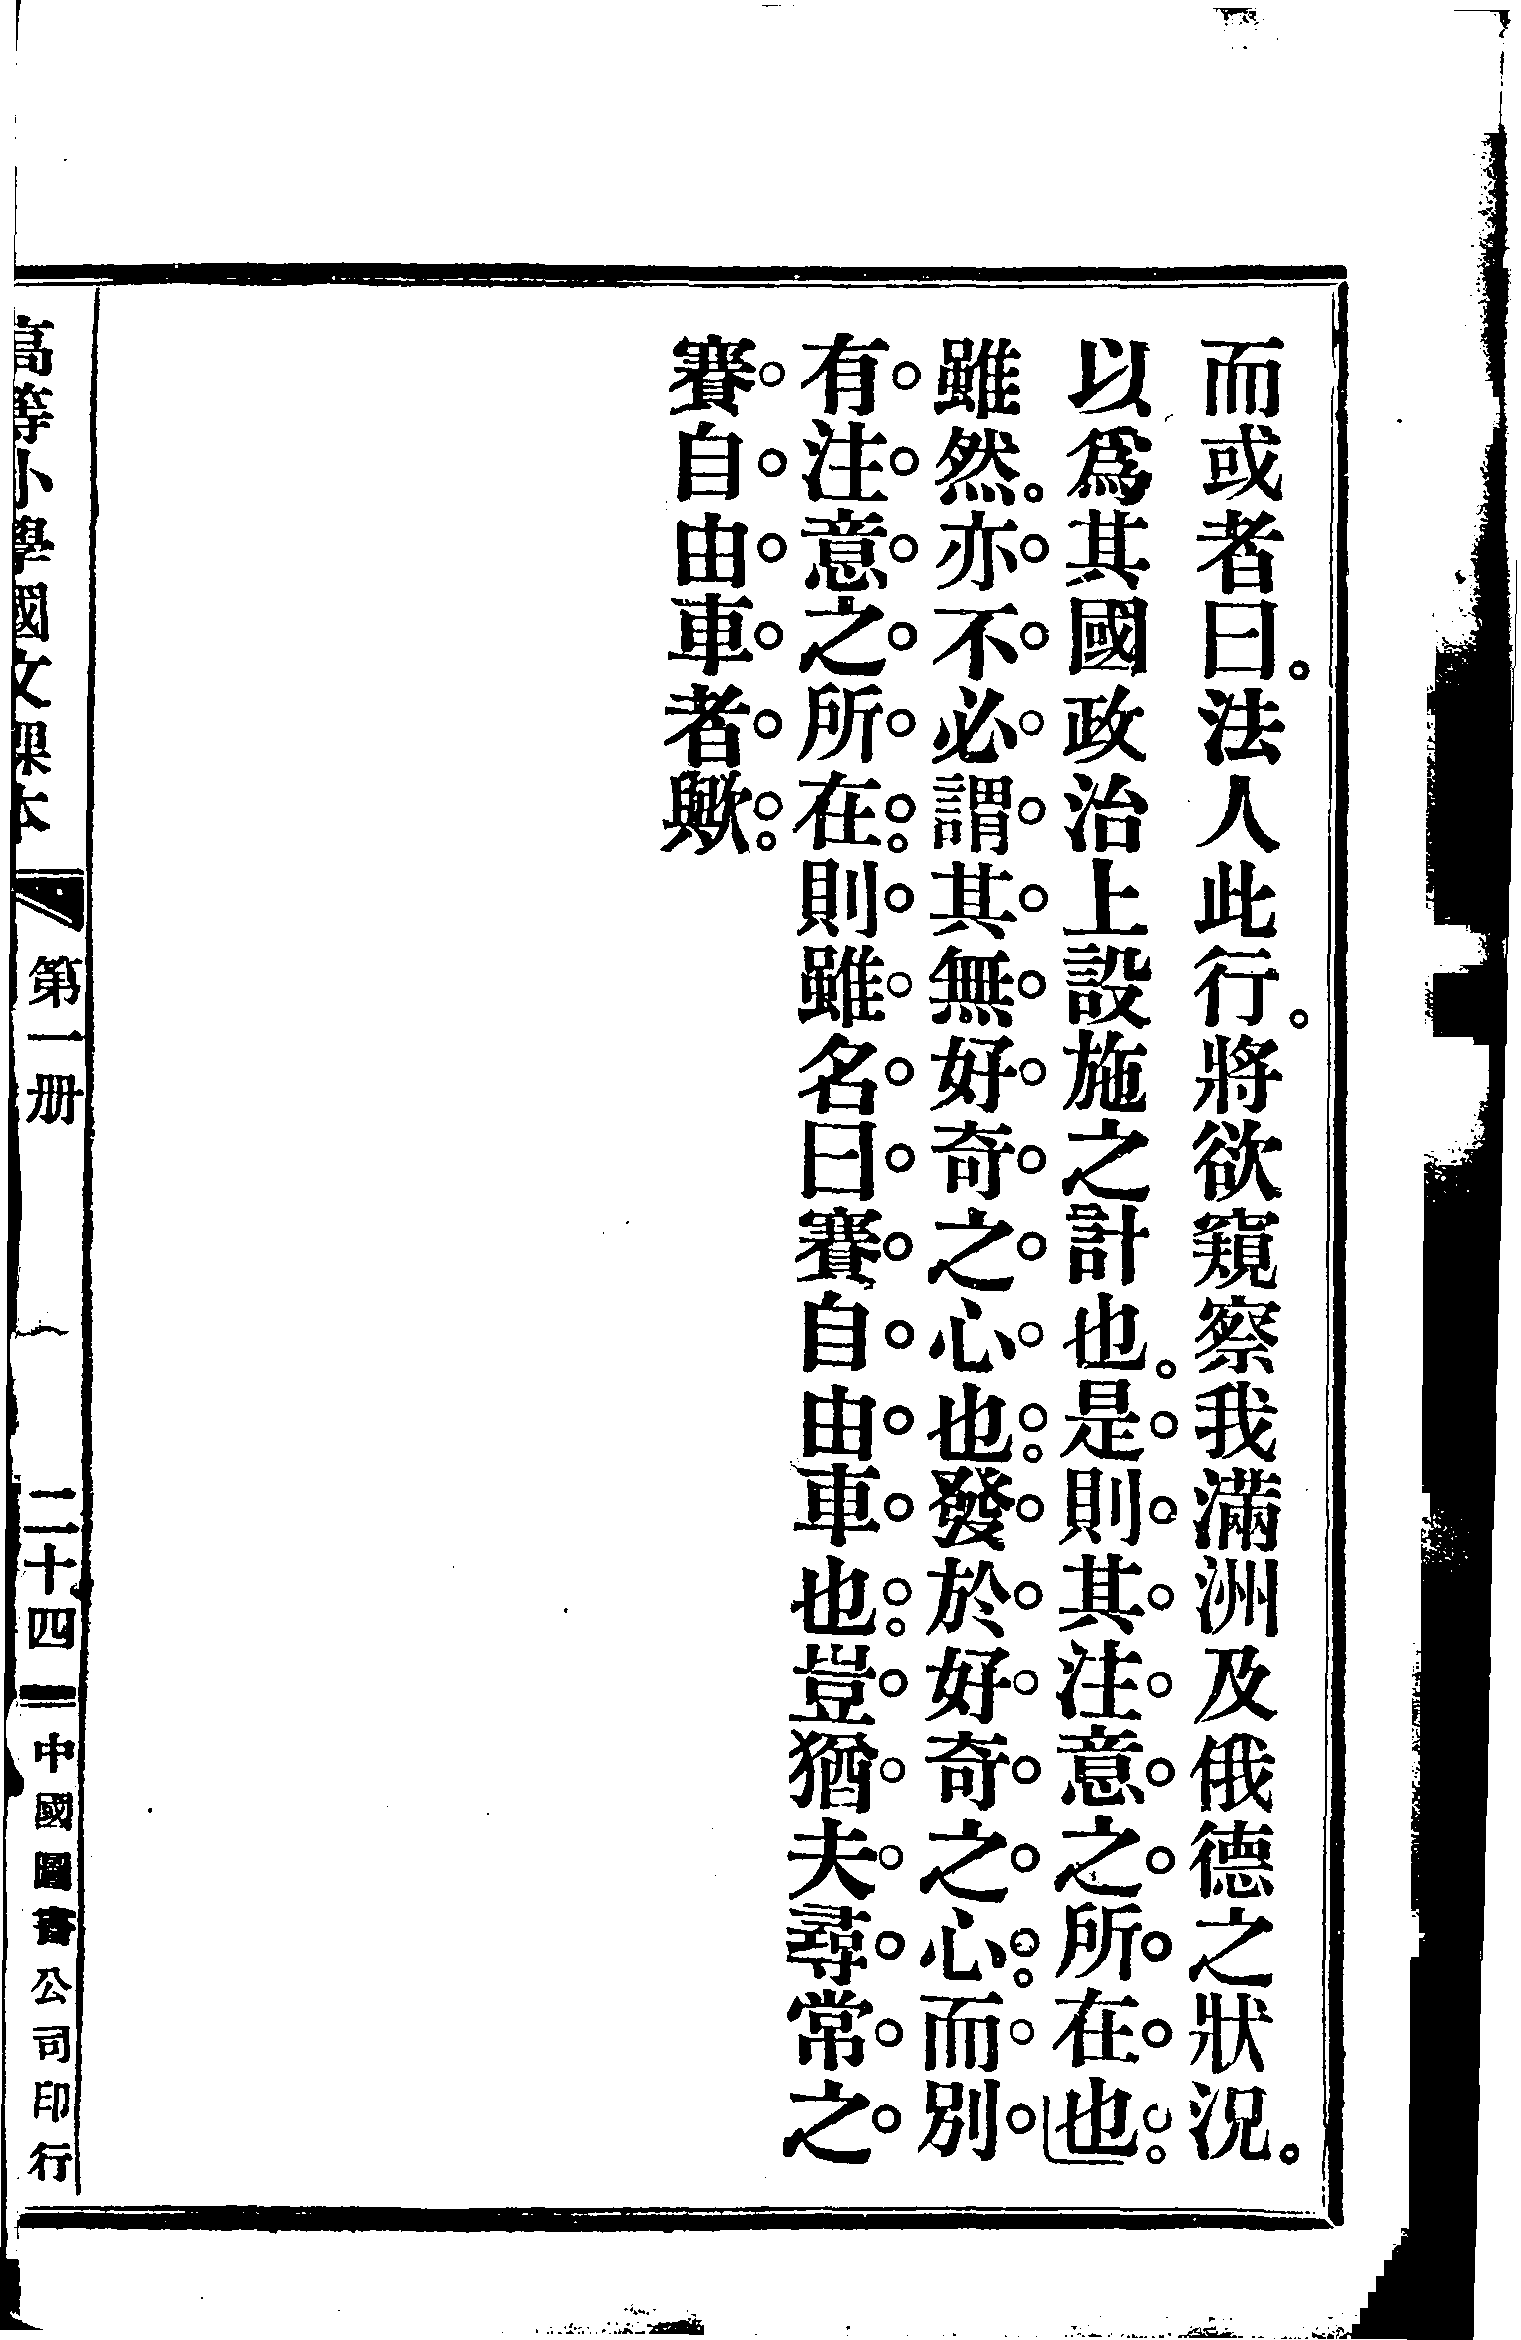 而或者曰。法人此行。將欲窺察我滿洲及俄德之狀況。
以爲其國政治上設施之計也。是則其注意之所在也。
雖然。亦不必謂其無好奇之心也。發於好奇之心。而別
有注意之所在。則雖名曰賽自由車也。豈猶夫尋常之
賽自由車者歟。
高等小學國文課本 第一册 二十四 中國圖書公司印行